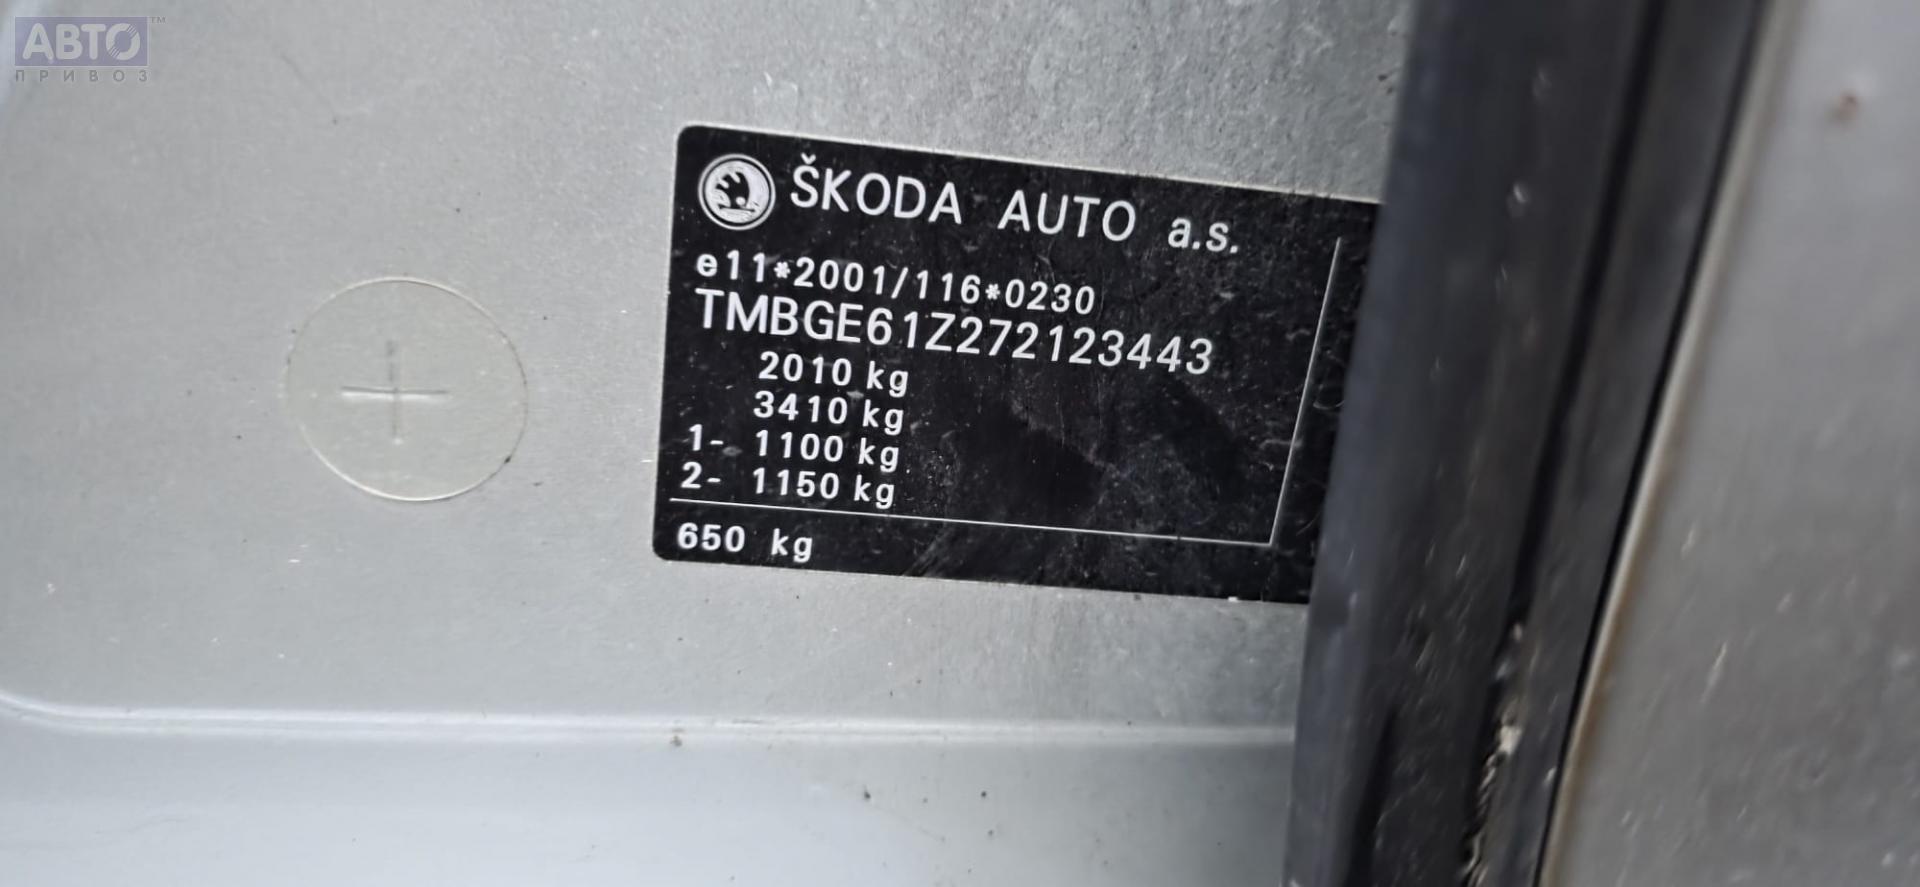 АВТО™
ПРИВОЗ
ŠKODA AUTO a.s.
e11*2001/116*0230
TMBGE61Z272123443
2010 kg
3410 kg
1- 1100 kg
2- 1150 kg
650 kg